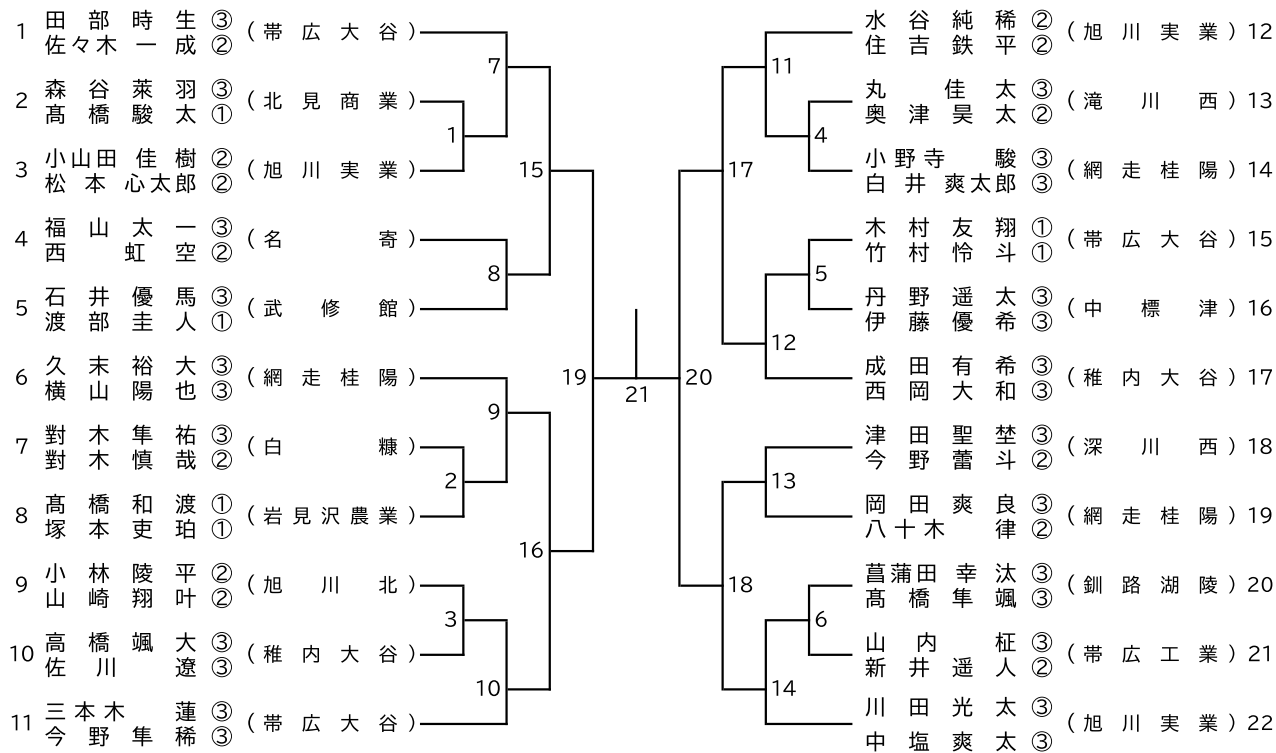 1 田部時生③ (帯広大谷)
佐々木一成②
2 森谷萊羽③ (北見商業)
髙橋駿太①
3 小山田佳樹② (旭川実業)
松本心太郎②
4 福山太一③ (名寄)
西虹空②
5 石井優馬③ (武修館)
渡部圭人①
6 久末裕大③ (網走桂陽)
横山陽也③
7 對木隼祐③ (白糠)
對木慎哉②
8 髙橋和渡① (岩見沢農業)
塚本吏珀①
9 小林陵平② (旭川北)
山崎翔叶②
10 高橋颯大③ (稚内大谷)
佐川遼③
11 三本木蓮③ (帯広大谷)
今野隼稀③
7
1
15
8
19
9
2
16
3
10
21
11
4
17
5
12
20
13
18
6
14
水谷純稀② (旭川実業) 12
住吉鉄平②
丸佳太③ (滝川西) 13
奥津昊太②
小野寺駿③ (網走桂陽) 14
白井爽太郎③
木村友翔① (帯広大谷) 15
竹村怜斗①
丹野遥太③ (中標津) 16
伊藤優希③
成田有希③ (稚内大谷) 17
西岡大和③
津田聖埜③ (深川西) 18
今野蕾斗②
岡田爽良③ (網走桂陽) 19
八十木律②
菖蒲田幸汰③ (釧路湖陵) 20
髙橋隼颯③
山内柾③ (帯広工業) 21
新井遥人②
川田光太③ (旭川実業) 22
中塩爽太③